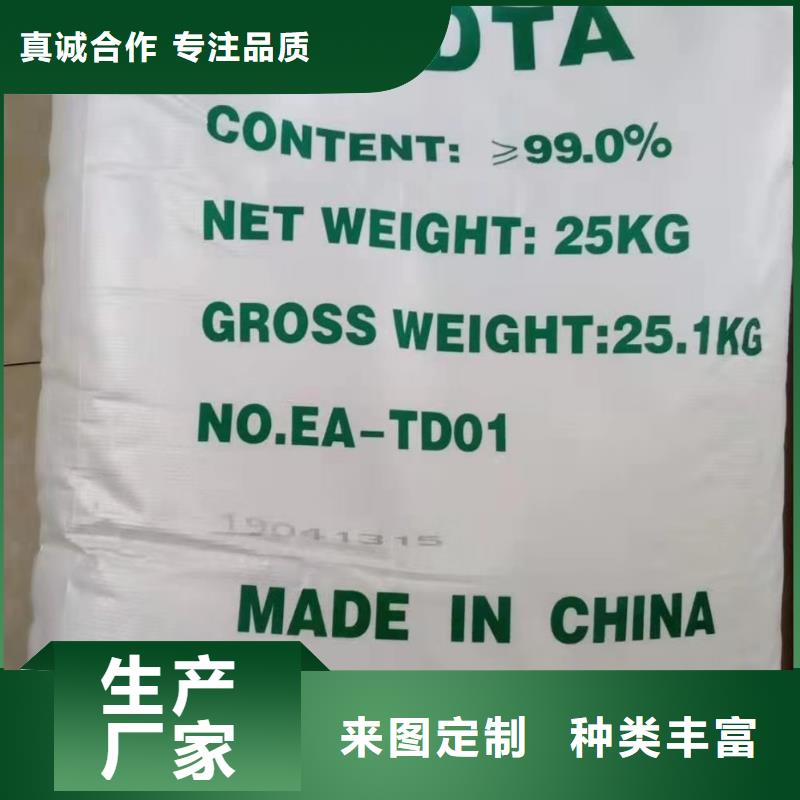 真诚合作 专注品质
DTA
CONTENT: ≥99.0%
NET WEIGHT: 25KG
GROSS WEIGHT:25.1KG
NO.EA-TD01
19041315
MADE IN CHINA
生产
厂家
来图定制 种类丰富